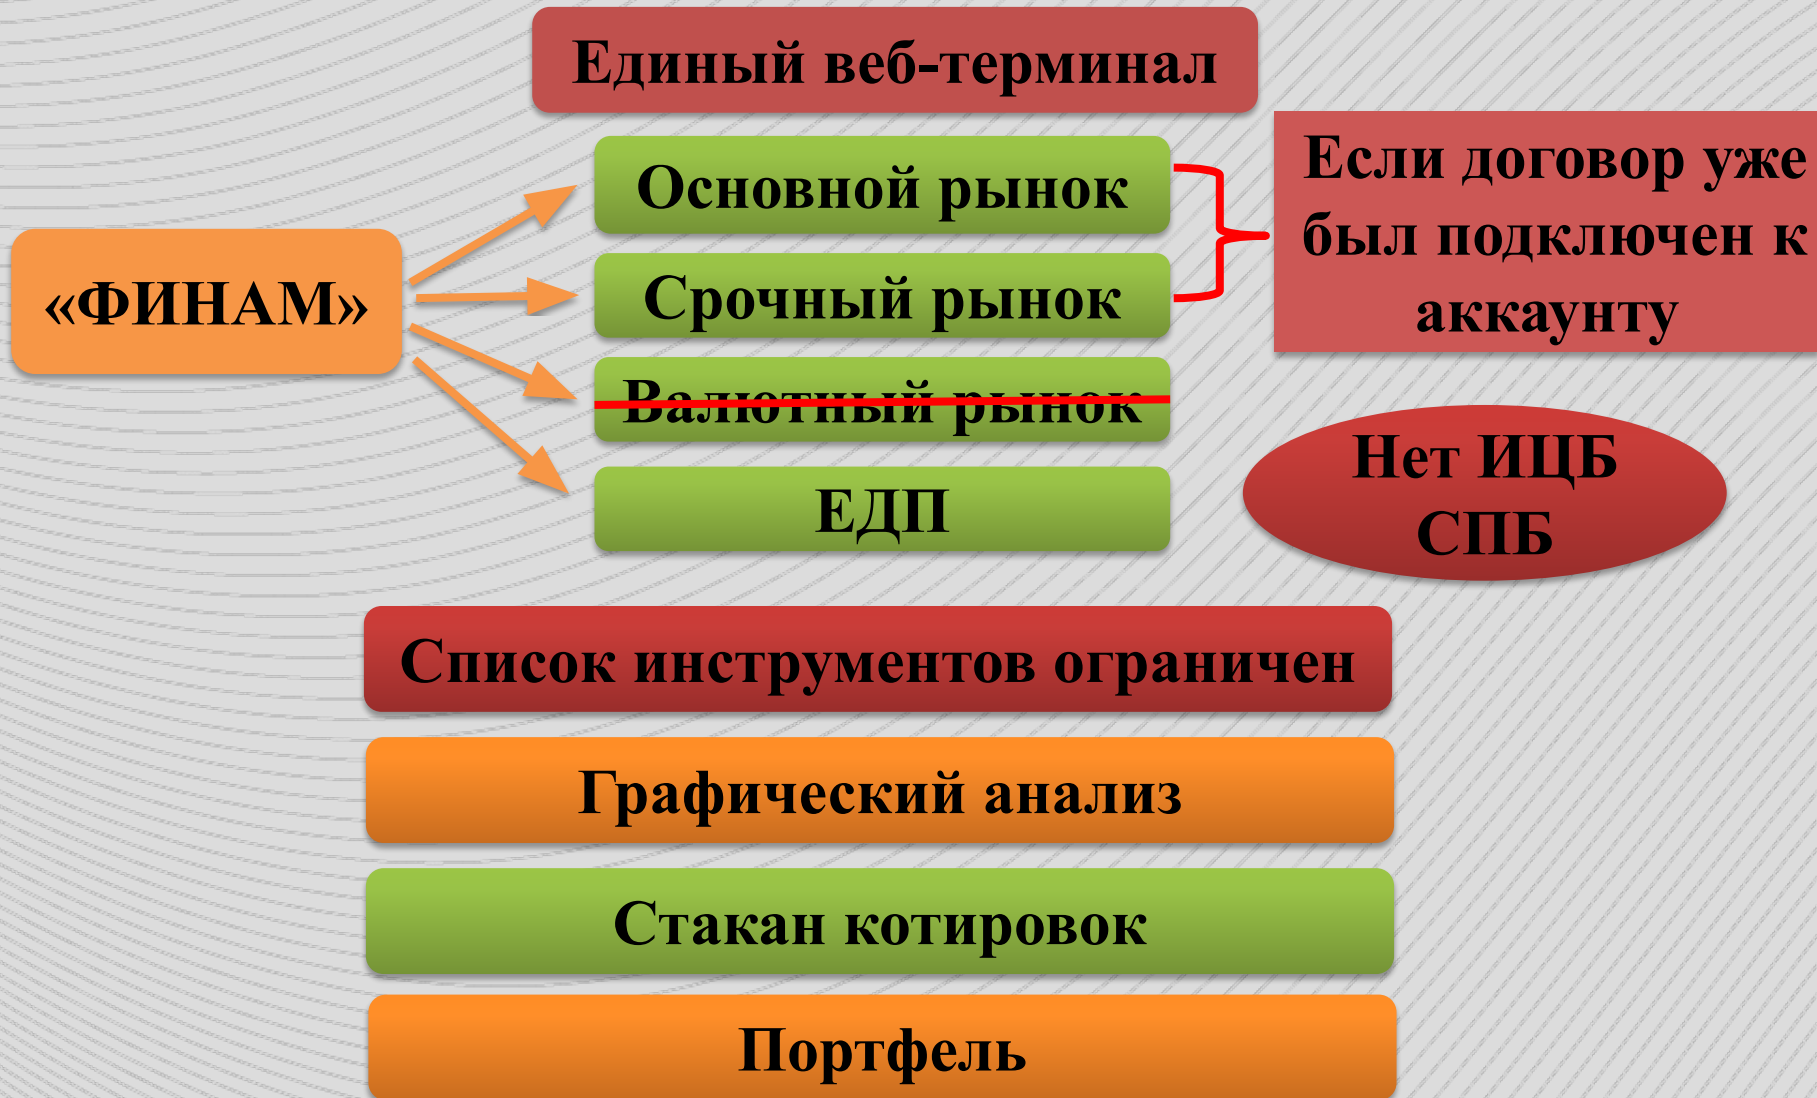 Единый веб-терминал
Основной рынок
Если договор уже
был подключен к
аккаунту
«ФИНАМ»
Срочный рынок
Валютный рынок
Нет ИЦБ
СПБ
ЕДП
Список инструментов ограничен
Графический анализ
Стакан котировок
Портфель